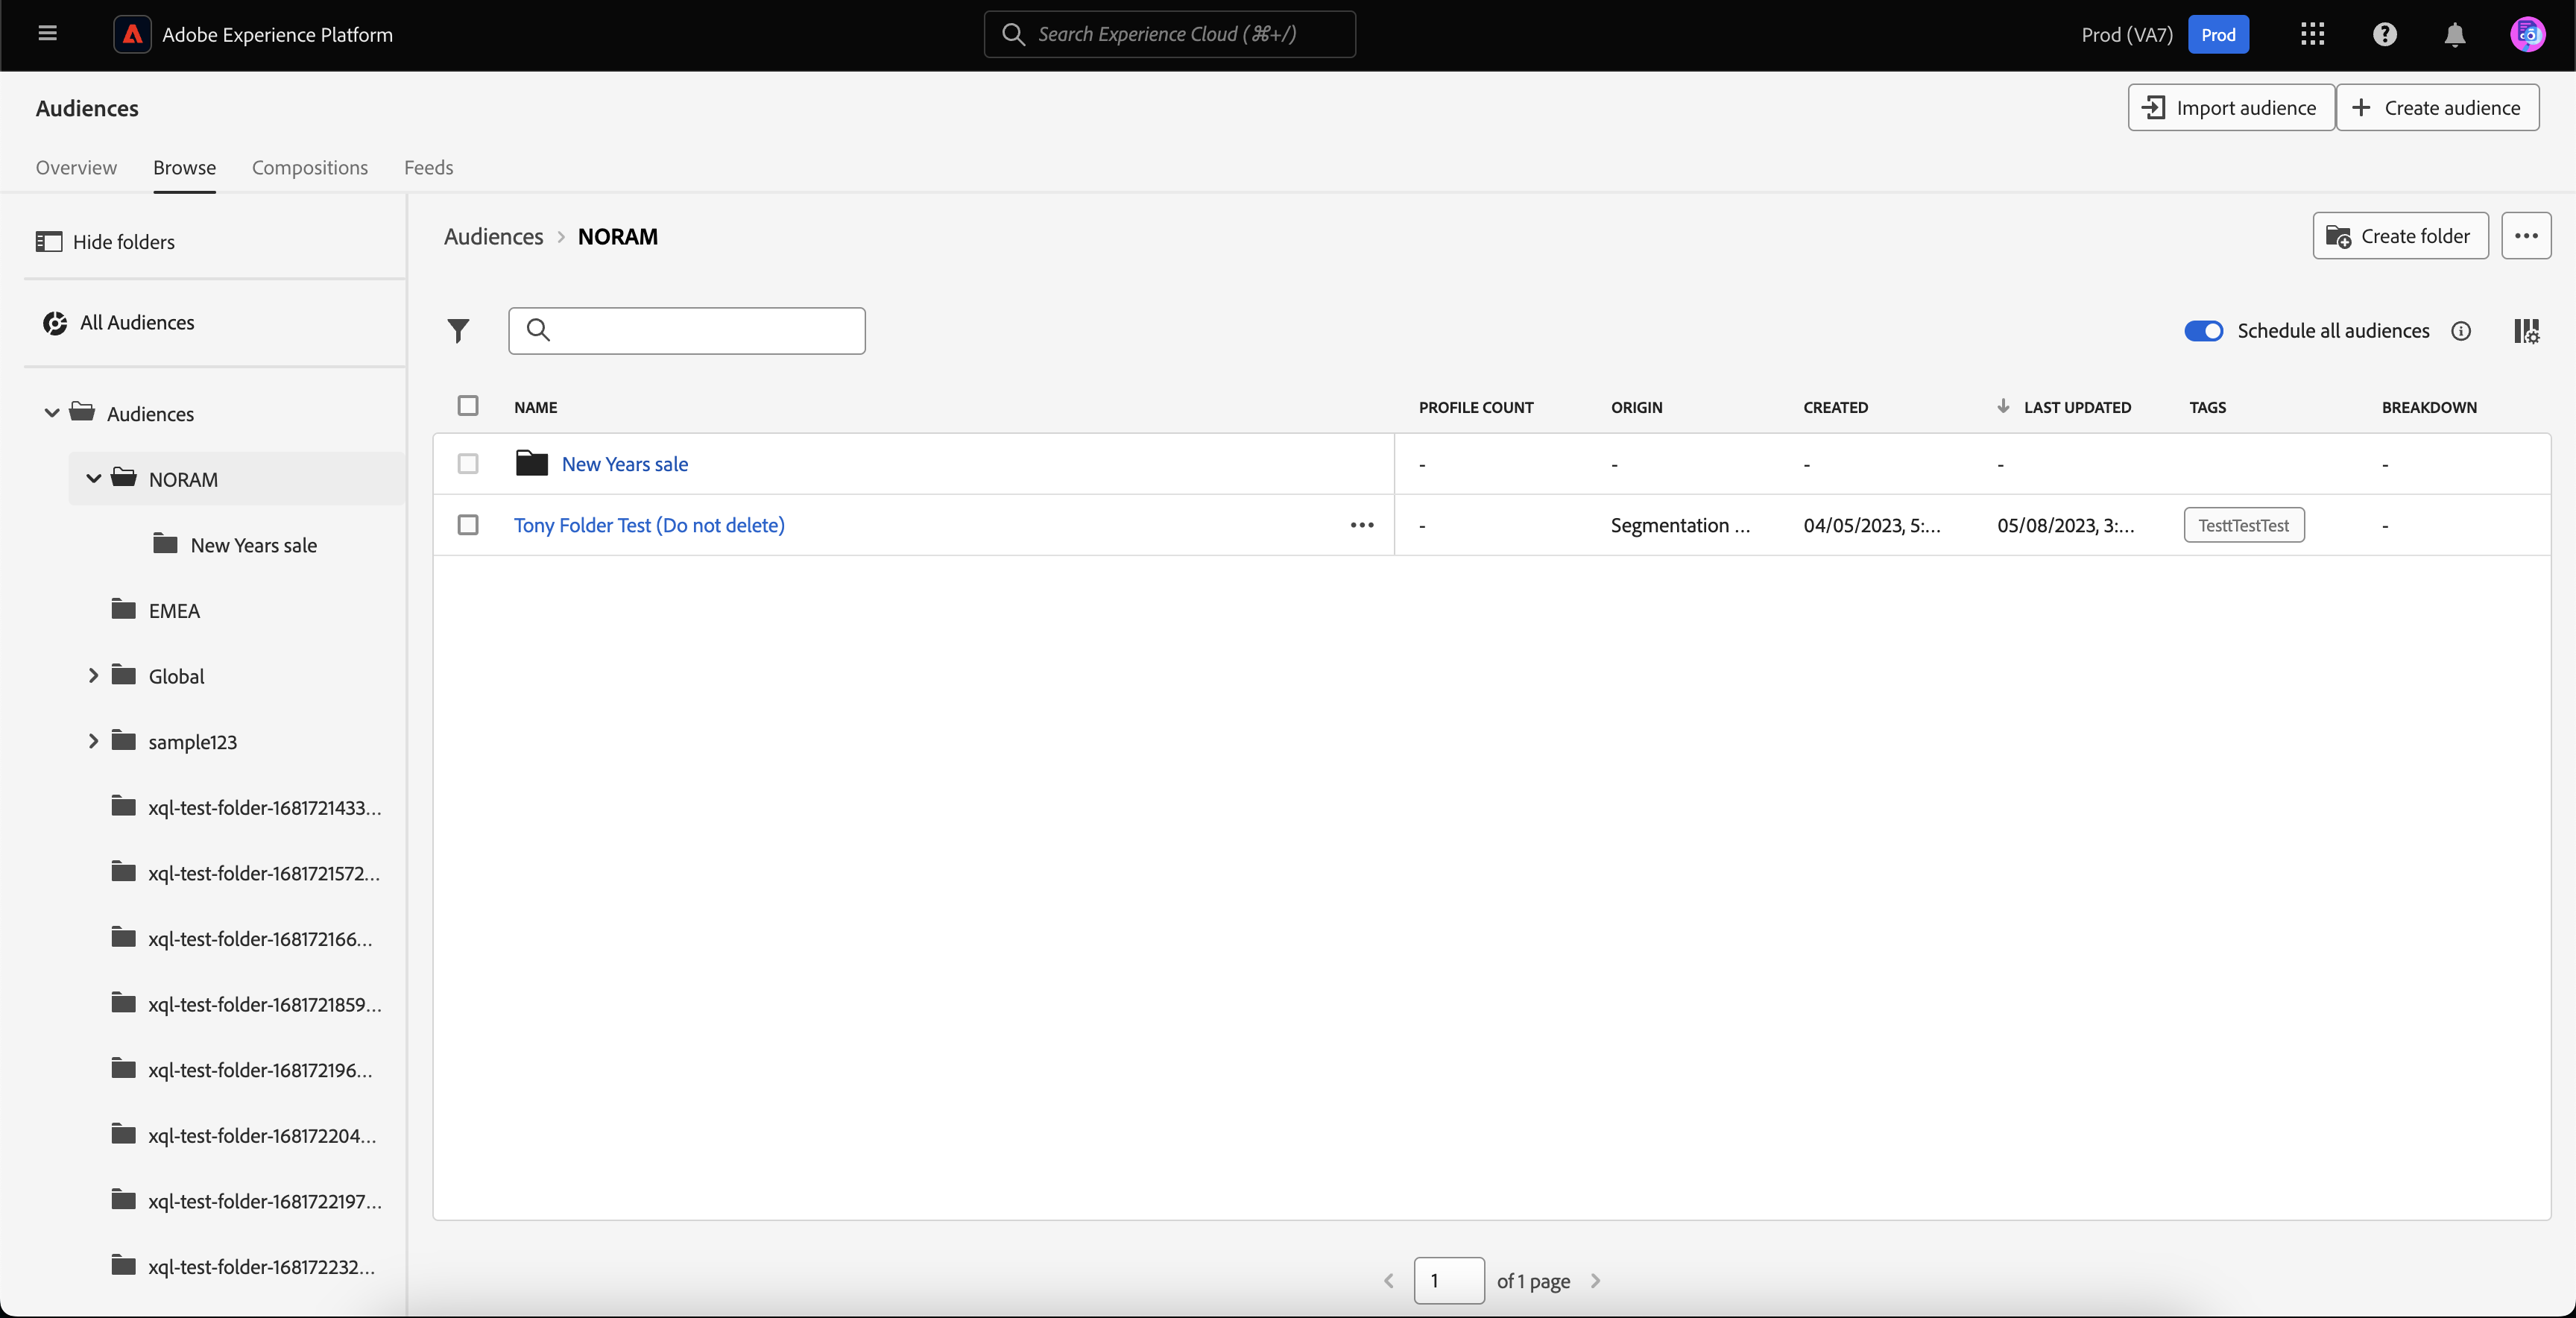 Adobe Experience Platform
Search Experience Cloud (⌘+/)
Prod (VA7) Prod
Audiences
Import audience
Create audience
Overview Browse Compositions Feeds
Hide folders
All Audiences
Audiences
NORAM
New Years sale
EMEA
Global
sample123
xql-test-folder-1681721433...
xql-test-folder-1681721572...
xql-test-folder-168172166...
xql-test-folder-1681721859...
xql-test-folder-168172196...
xql-test-folder-168172204...
xql-test-folder-1681722197...
xql-test-folder-168172232...
Audiences > NORAM
Create folder
Schedule all audiences
NAME PROFILE COUNT ORIGIN CREATED LAST UPDATED TAGS BREAKDOWN
New Years sale - - - - -
Tony Folder Test (Do not delete) - Segmentation ... 04/05/2023, 5:... 05/08/2023, 3:... TesttTestTest -
1 of 1 page